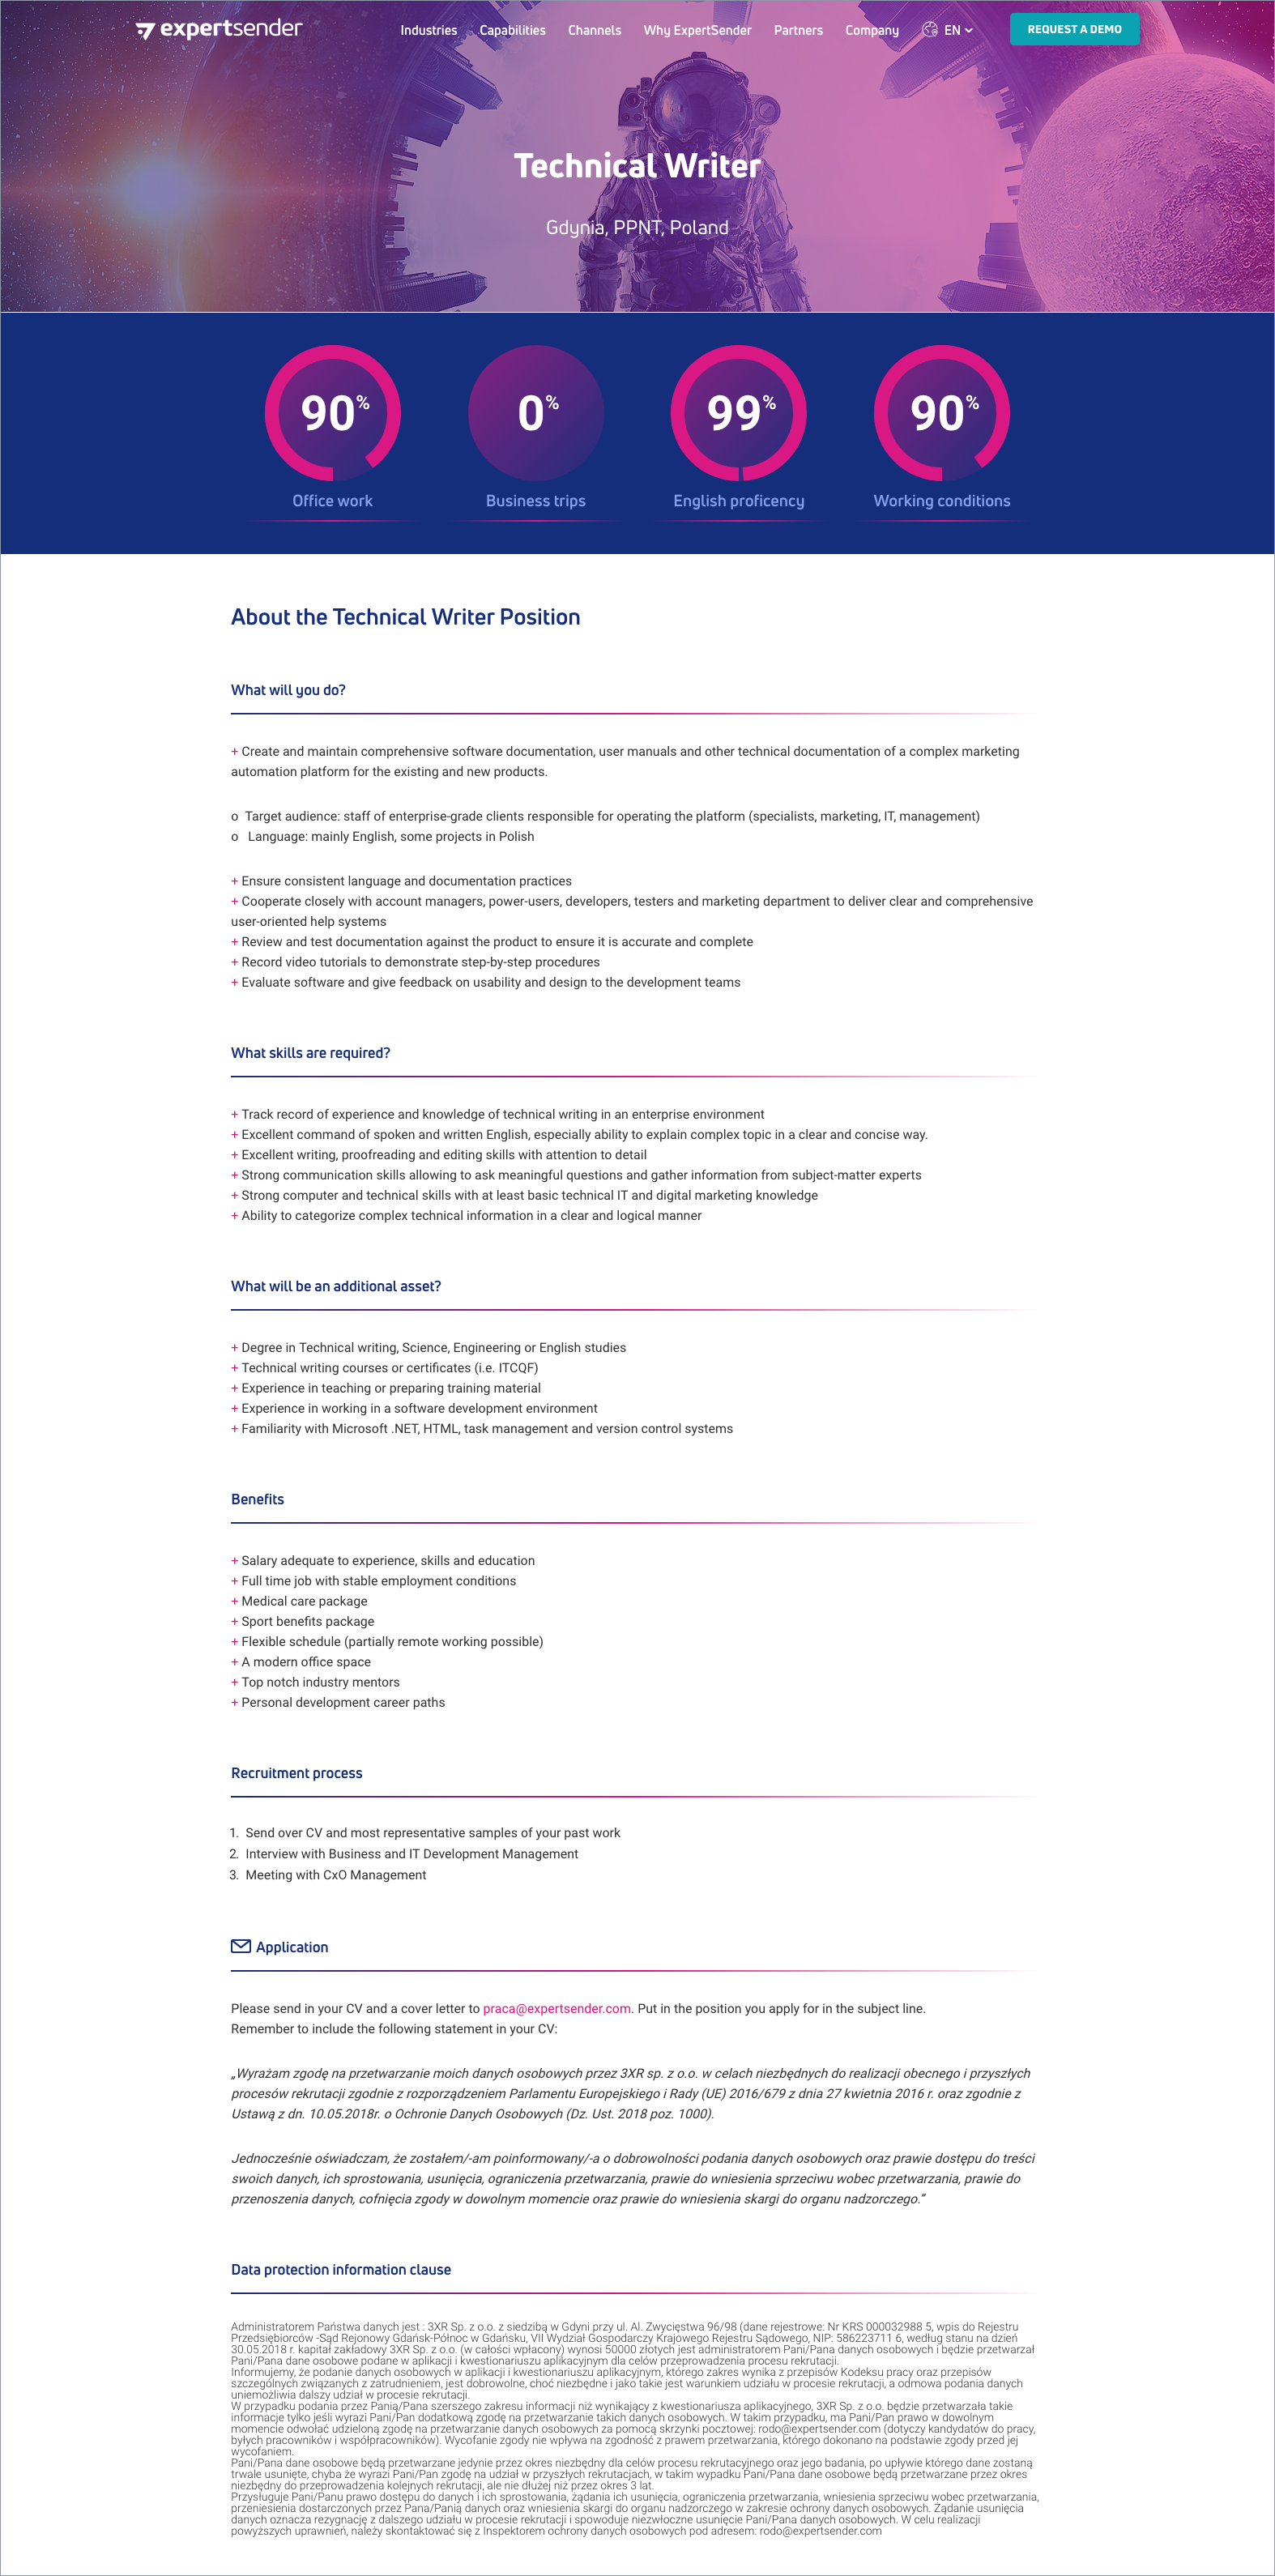 expertsender
Industries
Capabilities
Channels
Why ExpertSender
Partners
Company
EN
REQUEST A DEMO
Technical Writer
Gdynia, PPNT, Poland
90%
0%
99%
90%
Office work
Business trips
English proficency
Working conditions
About the Technical Writer Position
What will you do?
+ Create and maintain comprehensive software documentation, user manuals and other technical documentation of a complex marketing
automation platform for the existing and new products.
o Target audience: staff of enterprise-grade clients responsible for operating the platform (specialists, marketing, IT, management)
o Language: mainly English, some projects in Polish
+ Ensure consistent language and documentation practices
+ Cooperate closely with account managers, power-users, developers, testers and marketing department to deliver clear and comprehensive
user-oriented help systems
+ Review and test documentation against the product to ensure it is accurate and complete
+ Record video tutorials to demonstrate step-by-step procedures
+ Evaluate software and give feedback on usability and design to the development teams
What skills are required?
+ Track record of experience and knowledge of technical writing in an enterprise environment
+ Excellent command of spoken and written English, especially ability to explain complex topic in a clear and concise way.
+ Excellent writing, proofreading and editing skills with attention to detail
+ Strong communication skills allowing to ask meaningful questions and gather information from subject-matter experts
+ Strong computer and technical skills with at least basic technical IT and digital marketing knowledge
+ Ability to categorize complex technical information in a clear and logical manner
What will be an additional asset?
+ Degree in Technical writing, Science, Engineering or English studies
+ Technical writing courses or certificates (i.e. ITCQF)
+ Experience in teaching or preparing training material
+ Experience in working in a software development environment
+ Familiarity with Microsoft .NET, HTML, task management and version control systems
Benefits
+ Salary adequate to experience, skills and education
+ Full time job with stable employment conditions
+ Medical care package
+ Sport benefits package
+ Flexible schedule (partially remote working possible)
+ A modern office space
+ Top notch industry mentors
+ Personal development career paths
Recruitment process
1. Send over CV and most representative samples of your past work
2. Interview with Business and IT Development Management
3. Meeting with CxO Management
Application
Please send in your CV and a cover letter to praca@expertsender.com. Put in the position you apply for in the subject line.
Remember to include the following statement in your CV:
„Wyrażam zgodę na przetwarzanie moich danych osobowych przez 3XR sp. z o.o. w celach niezbędnych do realizacji obecnego i przyszłych
procesów rekrutacji zgodnie z rozporządzeniem Parlamentu Europejskiego i Rady (UE) 2016/679 z dnia 27 kwietnia 2016 r. oraz zgodnie z
Ustawą z dn. 10.05.2018r. o Ochronie Danych Osobowych (Dz. Ust. 2018 poz. 1000).
Jednocześnie oświadczam, że zostałem/-am poinformowany/-a o dobrowolności podania danych osobowych oraz prawie dostępu do treści
swoich danych, ich sprostowania, usunięcia, ograniczenia przetwarzania, prawie do wniesienia sprzeciwu wobec przetwarzania, prawie do
przenoszenia danych, cofnięcia zgody w dowolnym momencie oraz prawie do wniesienia skargi do organu nadzorczego.”
Data protection information clause
Administratorem Państwa danych jest : 3XR Sp. z o.o. z siedzibą w Gdyni przy ul. Al. Zwycięstwa 96/98 (dane rejestrowe: Nr KRS 000032988 5, wpis do Rejestru
Przedsiębiorców -Sąd Rejonowy Gdańsk-Północ w Gdańsku, VII Wydział Gospodarczy Krajowego Rejestru Sądowego, NIP: 586223711 6, według stanu na dzień
30.05.2018 r. kapitał zakładowy 3XR Sp. z o.o. (w całości wpłacony) wynosi 50000 złotych jest administratorem Pani/Pana danych osobowych i będzie przetwarzał
Pani/Pana dane osobowe podane w aplikacji i kwestionariuszu aplikacyjnym dla celów przeprowadzenia procesu rekrutacji.
Informujemy, że podanie danych osobowych w aplikacji i kwestionariuszu aplikacyjnym, którego zakres wynika z przepisów Kodeksu pracy oraz przepisów
szczególnych związanych z zatrudnieniem, jest dobrowolne, choć niezbędne i jako takie jest warunkiem udziału w procesie rekrutacji, a odmowa podania danych
uniemożliwia dalszy udział w procesie rekrutacji.
W przypadku podania przez Panią/Pana szerszego zakresu informacji niż wynikający z kwestionariusza aplikacyjnego, 3XR Sp. z o.o. będzie przetwarzała takie
informacje tylko jeśli wyrazi Pani/Pan dodatkową zgodę na przetwarzanie takich danych osobowych. W takim przypadku, ma Pani/Pan prawo w dowolnym
momencie odwołać udzieloną zgodę na przetwarzanie danych osobowych za pomocą skrzynki pocztowej: rodo@expertsender.com (dotyczy kandydatów do pracy,
byłych pracowników i współpracowników). Wycofanie zgody nie wpływa na zgodność z prawem przetwarzania, którego dokonano na podstawie zgody przed jej
wycofaniem.
Pani/Pana dane osobowe będą przetwarzane jedynie przez okres niezbędny dla celów procesu rekrutacyjnego oraz jego badania, po upływie którego dane zostaną
trwale usunięte, chyba że wyrazi Pani/Pan zgodę na udział w przyszłych rekrutacjach, w takim wypadku Pani/Pana dane osobowe będą przetwarzane przez okres
niezbędny do przeprowadzenia kolejnych rekrutacji, ale nie dłużej niż przez okres 3 lat.
Przysługuje Pani/Panu prawo dostępu do danych i ich sprostowania, żądania ich usunięcia, ograniczenia przetwarzania, wniesienia sprzeciwu wobec przetwarzania,
przeniesienia dostarczonych przez Pana/Panią danych oraz wniesienia skargi do organu nadzorczego w zakresie ochrony danych osobowych. Żądanie usunięcia
danych oznacza rezygnację z dalszego udziału w procesie rekrutacji i spowoduje niezwłoczne usunięcie Pani/Pana danych osobowych. W celu realizacji
powyższych uprawnień, należy skontaktować się z Inspektorem ochrony danych osobowych pod adresem: rodo@expertsender.com